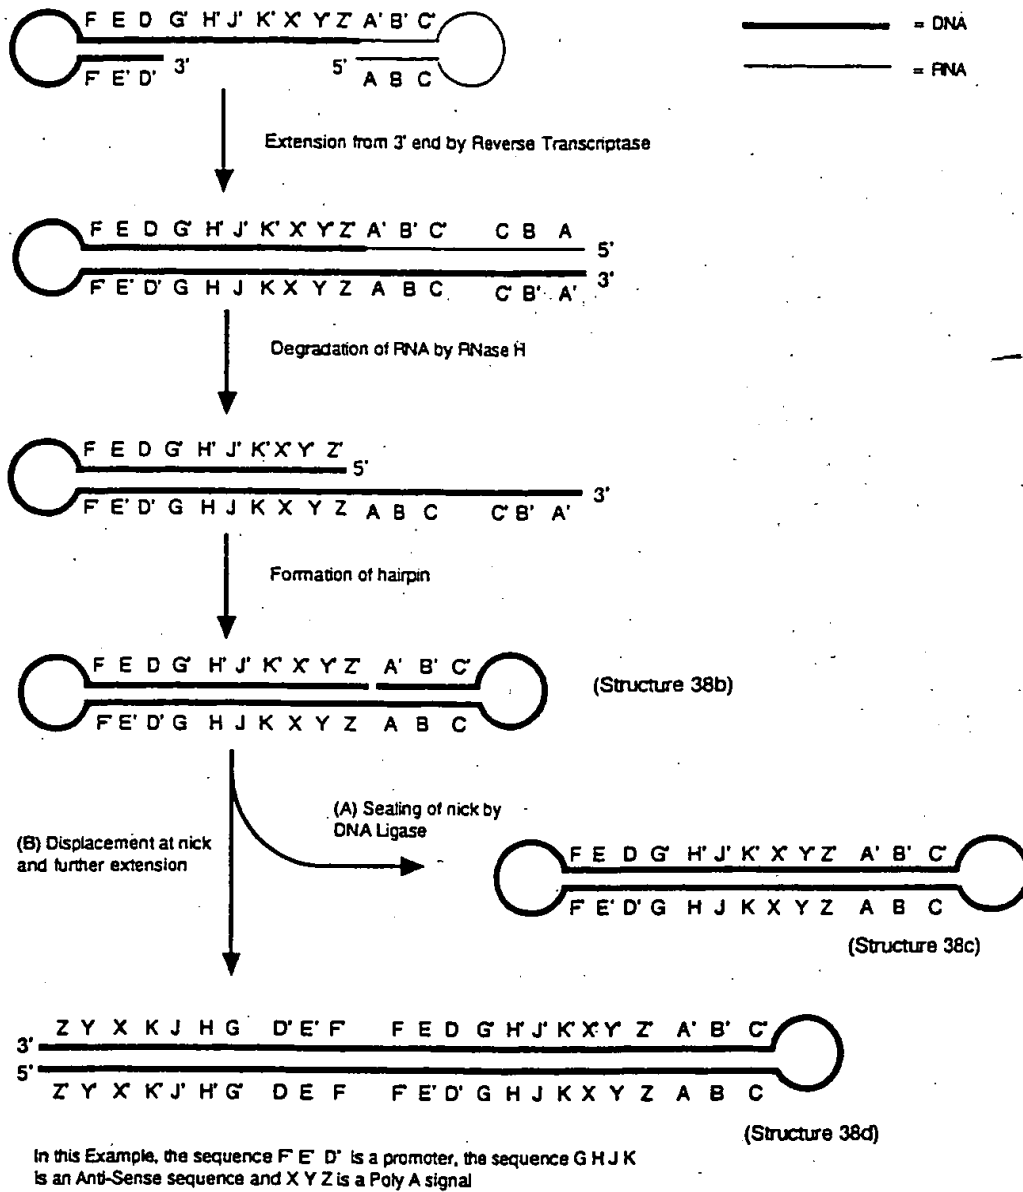 F E D G' H' J' K' X' Y' Z' A' B' C'
= DNA
3'
5'
F' E' D'
A B C
= RNA
Extension from 3' end by Reverse Transcriptase
F E D G' H' J' K' X' Y' Z' A' B' C' C B A
5'
3'
F' E' D' G H J K X Y Z A B C C' B' A'
Degradation of RNA by RNase H
F E D G' H' J' K' X' Y' Z'
5'
3'
F' E' D' G H J K X Y Z A B C C' B' A'
Formation of hairpin
F E D G' H' J' K' X' Y' Z' A' B' C'
(Structure 38b)
F' E' D' G H J K X Y Z A B C
(A) Sealing of nick by
DNA Ligase
(B) Displacement at nick
and further extension
F E D G' H' J' K' X' Y' Z' A' B' C'
F' E' D' G H J K X Y Z A B C
(Structure 38c)
Z Y X K J H G D' E' F' F E D G' H' J' K' X' Y' Z' A' B' C'
3'
5'
Z' Y' X' K' J' H' G' D E F F' E' D' G H J K X Y Z A B C
(Structure 38d)
In this Example, the sequence F' E' D' is a promoter, the sequence G H J K
is an Anti-Sense sequence and X Y Z is a Poly A signal